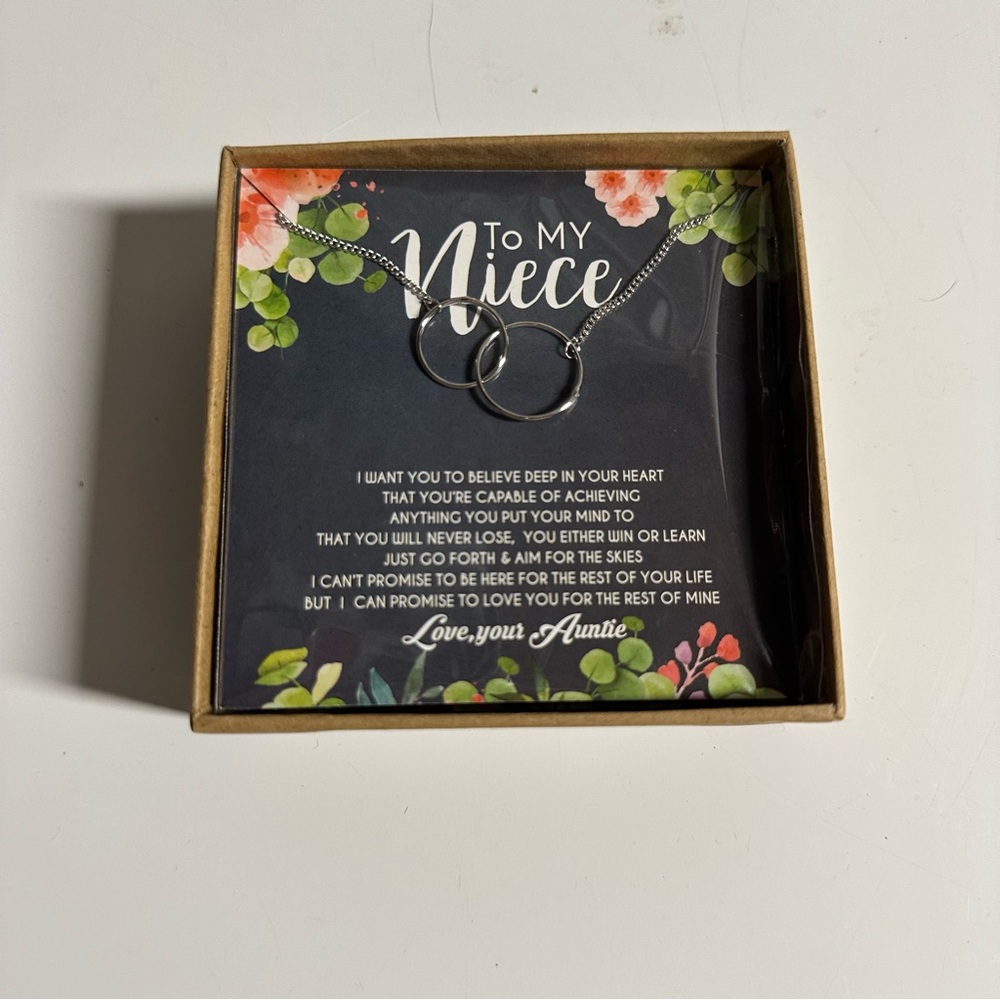 To MY
Niece
I WANT YOU TO BELIEVE DEEP IN YOUR HEART
THAT YOU'RE CAPABLE OF ACHIEVING
ANYTHING YOU PUT YOUR MIND TO
THAT YOU WILL NEVER LOSE, YOU EITHER WIN OR LEARN
JUST GO FORTH & AIM FOR THE SKIES
I CAN'T PROMISE TO BE HERE FOR THE REST OF YOUR LIFE
BUT I CAN PROMISE TO LOVE YOU FOR THE REST OF MINE
Love, your Auntie